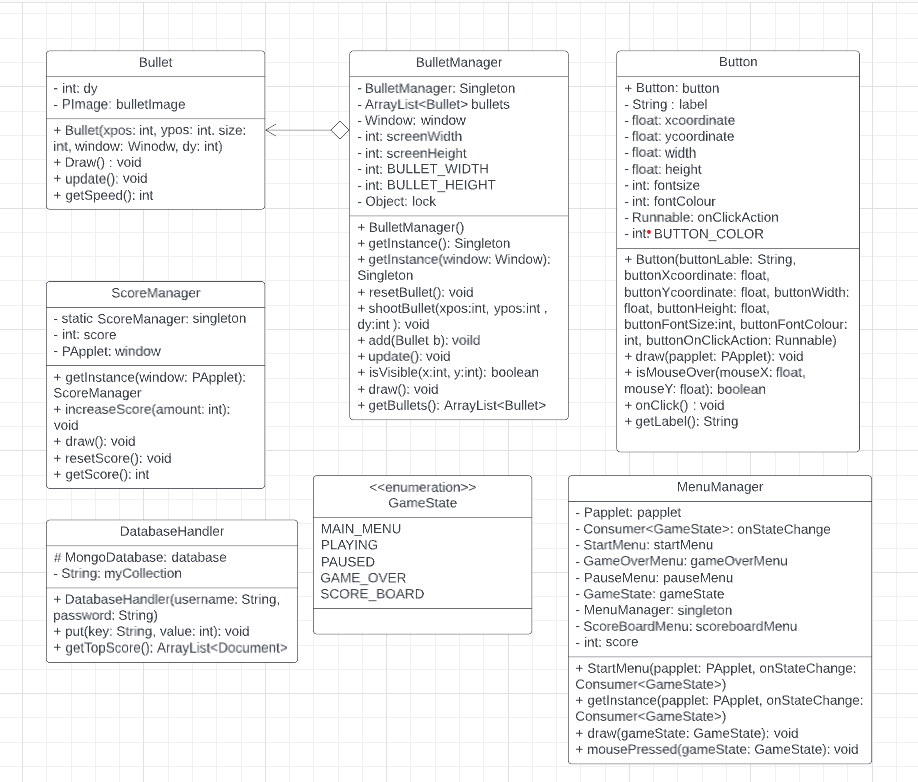 Bullet
- int: dy
- PImage: bulletImage
+ Bullet(xpos: int, ypos: int. size:
int, window: Winodw, dy: int)
+ Draw() : void
+ update(): void
+ getSpeed(): int
BulletManager
- BulletManager: Singleton
- ArrayList<Bullet> bullets
- Window: window
- int: screenWidth
- int: screenHeight
- int: BULLET_WIDTH
- int: BULLET_HEIGHT
- Object: lock
+ BulletManager()
+ getInstance(): Singleton
+ getInstance(window: Window):
Singleton
+ resetBullet(): void
+ shootBullet(xpos:int, ypos:int ,
dy:int ): void
+ add(Bullet b): voild
+ update(): void
+ isVisible(x:int, y:int): boolean
+ draw(): void
+ getBullets(): ArrayList<Bullet>
Button
+ Button: button
- String : label
- float: xcoordinate
- float: ycoordinate
- float: width
- float: height
- int: fontsize
- int: fontColour
- Runnable: onClickAction
- int: BUTTON_COLOR
+ Button(buttonLable: String,
buttonXcoordinate: float,
buttonYcoordinate: float, buttonWidth:
float, buttonHeight: float,
buttonFontSize:int, buttonFontColour:
int, buttonOnClickAction: Runnable)
+ draw(papplet: PApplet): void
+ isMouseOver(mouseX: float,
mouseY: float): boolean
+ onClick() : void
+ getLabel(): String
ScoreManager
- static ScoreManager: singleton
- int: score
- PApplet: window
+ getInstance(window: PApplet):
ScoreManager
+ increaseScore(amount: int):
void
+ draw(): void
+ resetScore(): void
+ getScore(): int
DatabaseHandler
# MongoDatabase: database
- String: myCollection
+ DatabaseHandler(username: String,
password: String)
+ put(key: String, value: int): void
+ getTopScore(): ArrayList<Document>
<<enumeration>>
GameState
MAIN_MENU
PLAYING
PAUSED
GAME_OVER
SCORE_BOARD
MenuManager
- Papplet: papplet
- Consumer<GameState>: onStateChange
- StartMenu: startMenu
- GameOverMenu: gameOverMenu
- PauseMenu: pauseMenu
- GameState: gameState
- MenuManager: singleton
- ScoreBoardMenu: scoreboardMenu
- int: score
+ StartMenu(papplet: PApplet, onStateChange:
Consumer<GameState>)
+ getInstance(papplet: PApplet, onStateChange:
Consumer<GameState>)
+ draw(gameState: GameState): void
+ mousePressed(gameState: GameState): void